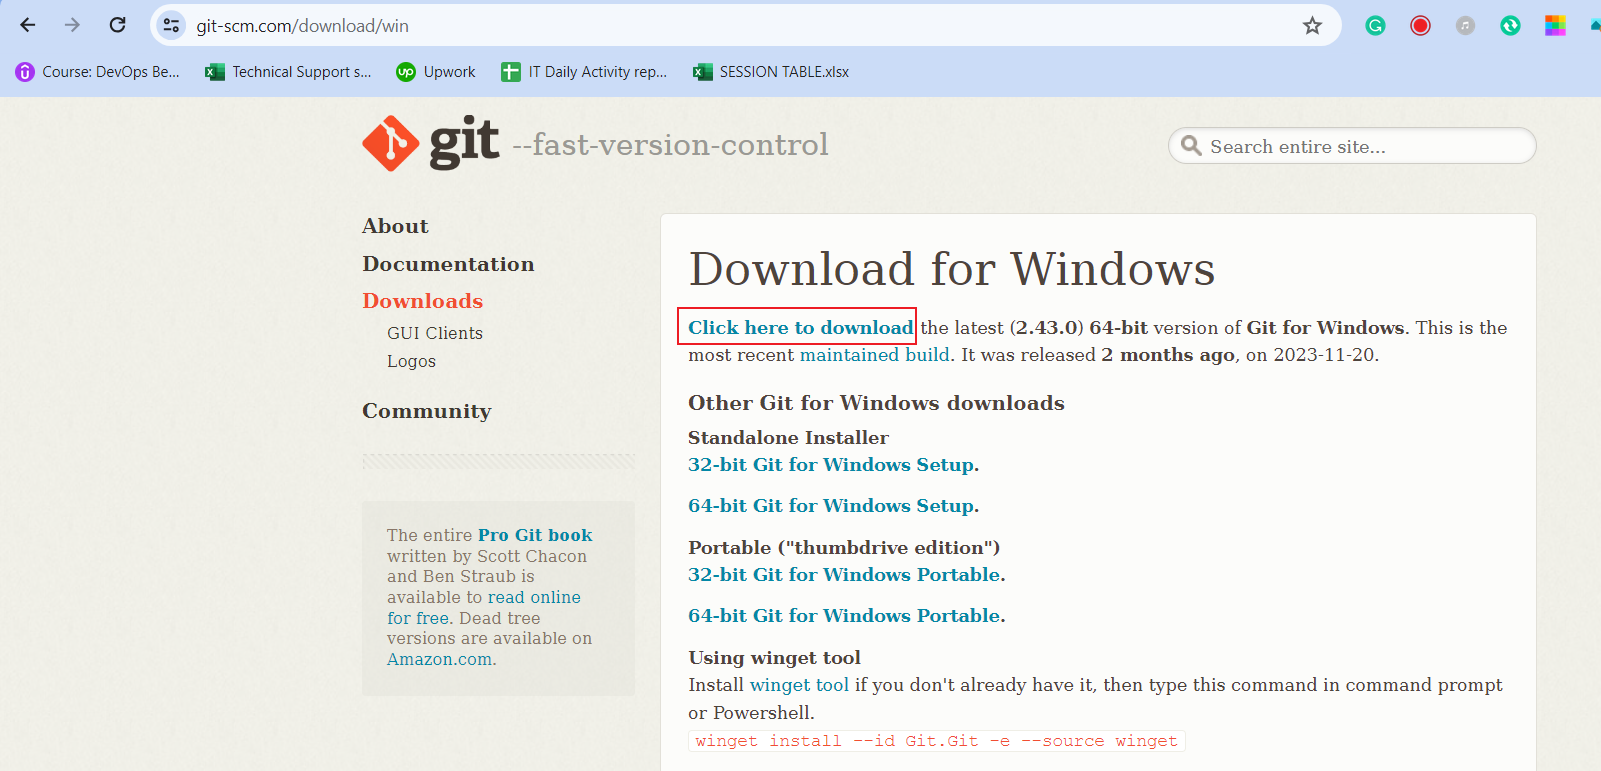 git-scm.com/download/win
Course: DevOps Be... Technical Support s... Upwork IT Daily Activity rep... SESSION TABLE.xlsx
git --fast-version-control
Search entire site...
About
Documentation
Downloads
GUI Clients
Logos
Community
The entire Pro Git book
written by Scott Chacon
and Ben Straub is
available to read online
for free. Dead tree
versions are available on
Amazon.com.
Download for Windows
Click here to download the latest (2.43.0) 64-bit version of Git for Windows. This is the
most recent maintained build. It was released 2 months ago, on 2023-11-20.
Other Git for Windows downloads
Standalone Installer
32-bit Git for Windows Setup.
64-bit Git for Windows Setup.
Portable ("thumbdrive edition")
32-bit Git for Windows Portable.
64-bit Git for Windows Portable.
Using winget tool
Install winget tool if you don't already have it, then type this command in command prompt
or Powershell.
winget install --id Git.Git -e --source winget